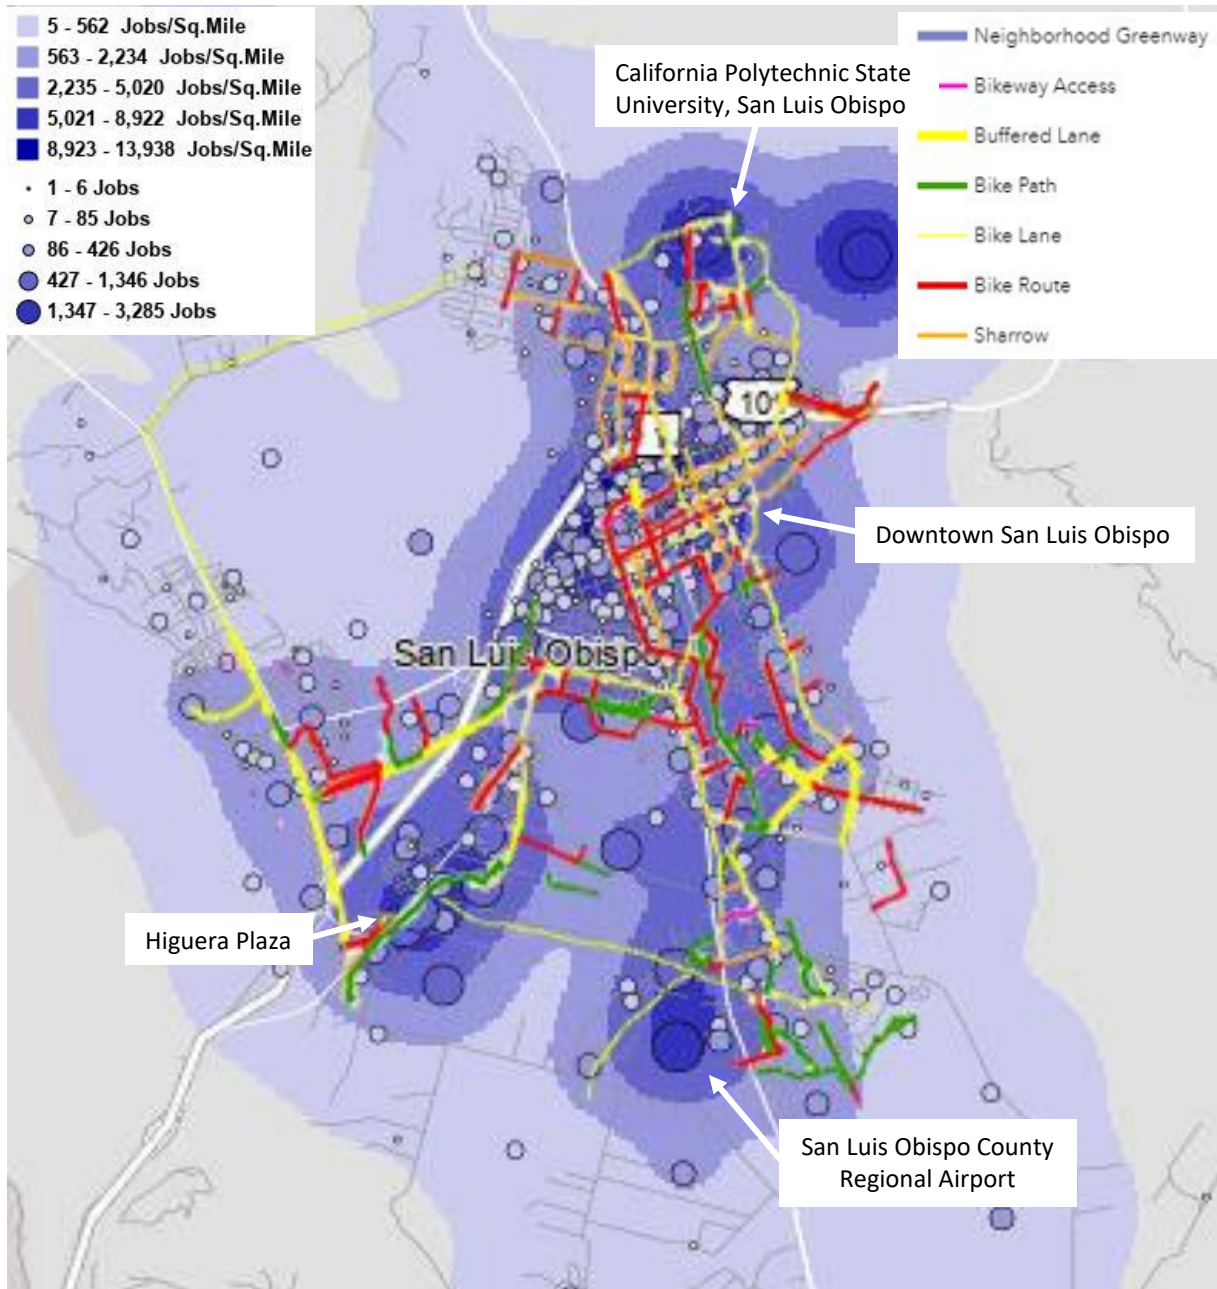 5 - 562 Jobs/Sq.Mile
563 - 2,234 Jobs/Sq.Mile
2,235 - 5,020 Jobs/Sq.Mile
5,021 - 8,922 Jobs/Sq.Mile
8,923 - 13,938 Jobs/Sq.Mile
1 - 6 Jobs
7 - 85 Jobs
86 - 426 Jobs
427 - 1,346 Jobs
1,347 - 3,285 Jobs
California Polytechnic State
University, San Luis Obispo
Neighborhood Greenway
Bikeway Access
Buffered Lane
Bike Path
Bike Lane
Bike Route
Sharrow
Downtown San Luis Obispo
San Luis Obispo
Higuera Plaza
San Luis Obispo County
Regional Airport